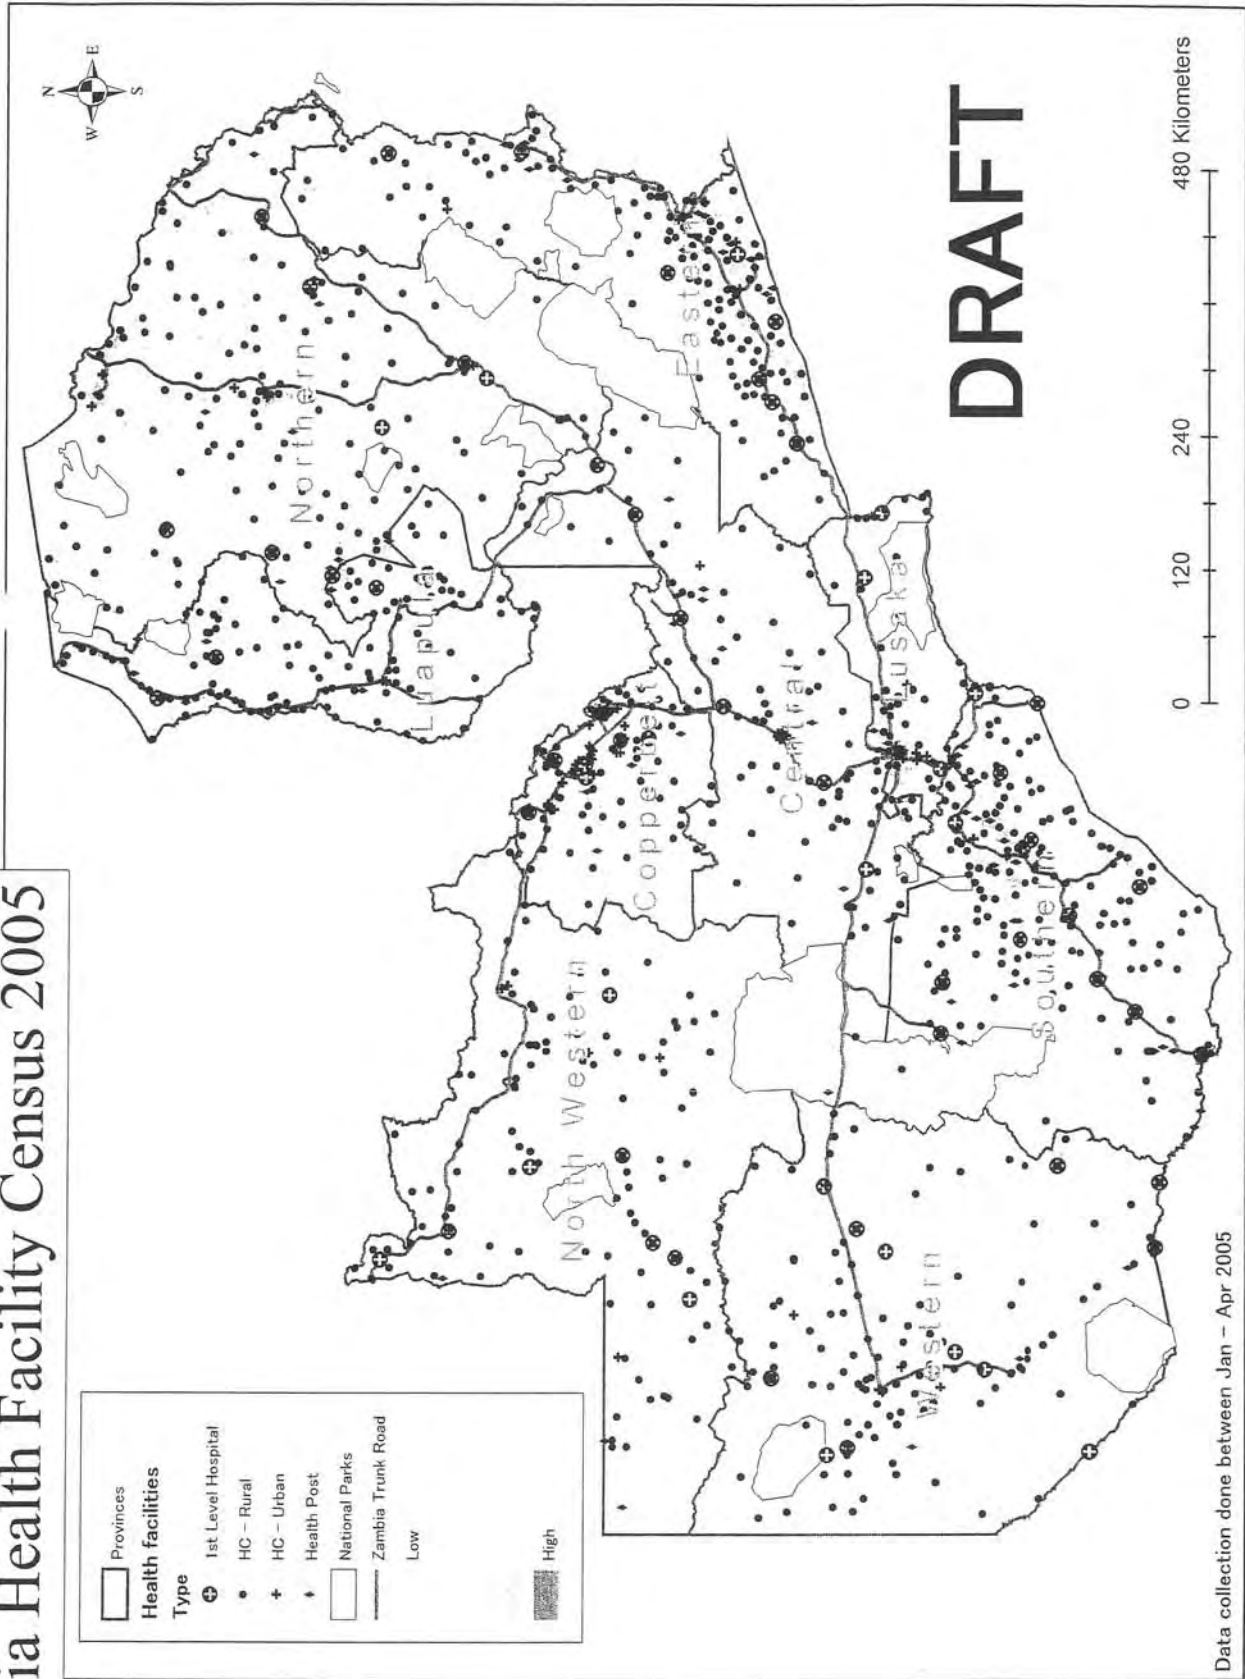 ia Health Facility Census 2005
N
W
E
S
Provinces
Health facilities
Type
1st Level Hospital
HC – Rural
HC – Urban
Health Post
National Parks
Zambia Trunk Road
Low
High
Northern
Luapula
Copperbelt
North Western
Eastern
Central
Lusaka
Southern
Western
DRAFT
0
120
240
480 Kilometers
Data collection done between Jan – Apr 2005